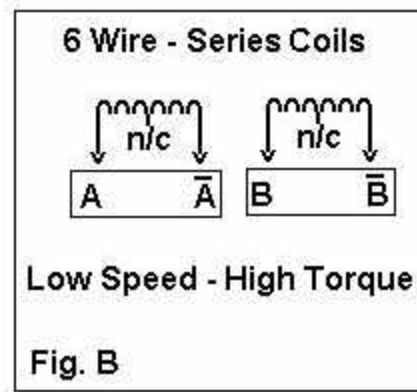 6 Wire - Series Coils
n/c n/c
A A̅ B B̅
Low Speed - High Torque
Fig. B